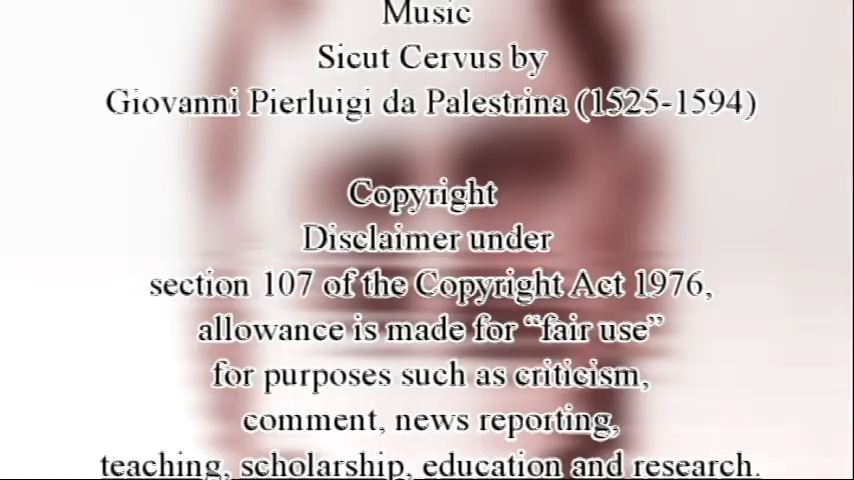 Music
Sicut Cervus by
Giovanni Pierluigi da Palestrina (1525-1594)
Copyright
Disclaimer under
section 107 of the Copyright Act 1976,
allowance is made for “fair use”
for purposes such as criticism,
comment, news reporting,
teaching, scholarship, education and research.